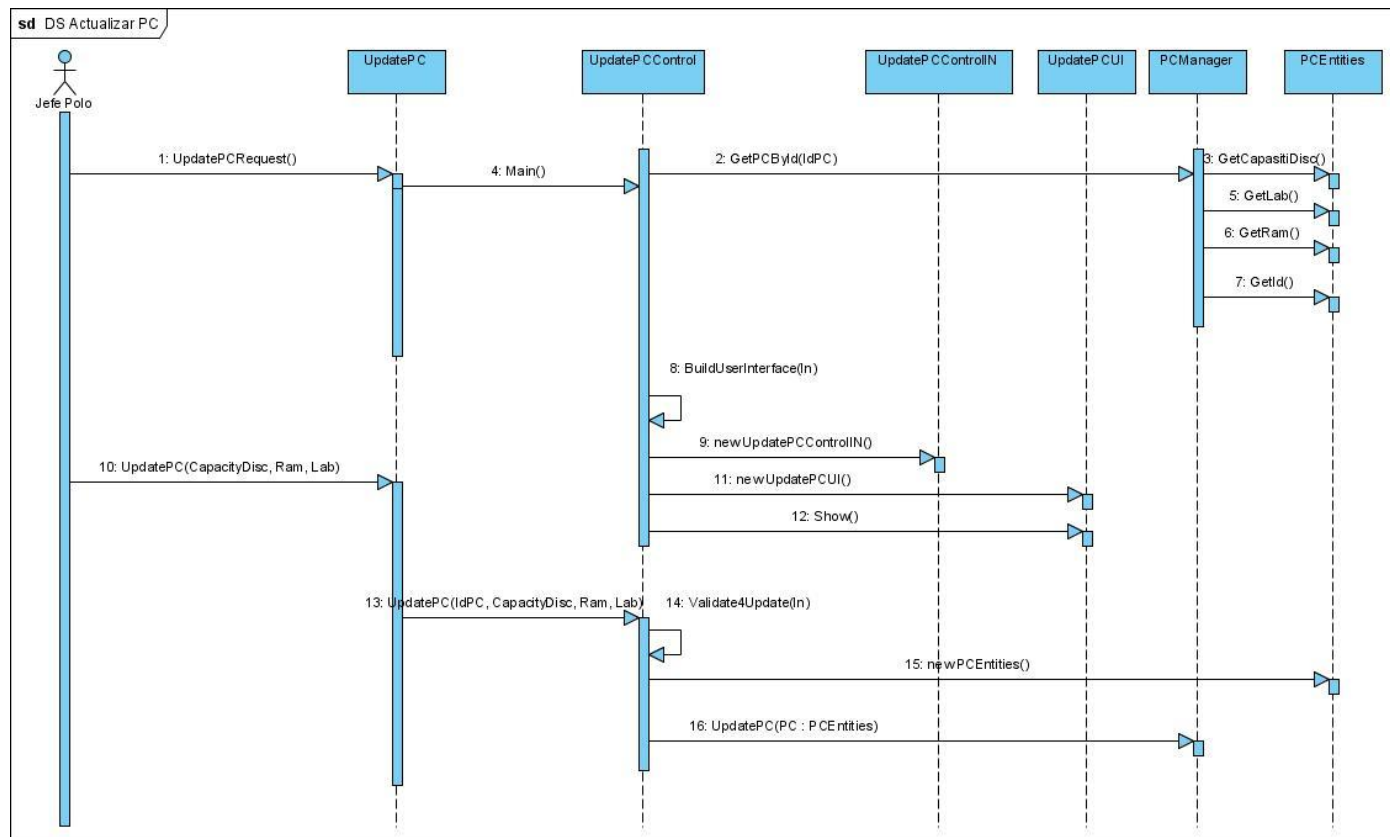 sd DS Actualizar PC
Jefe Polo
UpdatePC
UpdatePCControl
UpdatePCControlIN
UpdatePCUI
PCManager
PCEntities
1: UpdatePCRequest()
4: Main()
2: GetPCById(IdPC)
3: GetCapasitiDisc()
5: GetLab()
6: GetRam()
7: GetId()
8: BuildUserInterface(In)
9: newUpdatePCControlIN()
10: UpdatePC(CapacityDisc, Ram, Lab)
11: newUpdatePCUI()
12: Show()
13: UpdatePC(IdPC, CapacityDisc, Ram, Lab)
14: Validate4Update(In)
15: newPCEntities()
16: UpdatePC(PC : PCEntities)